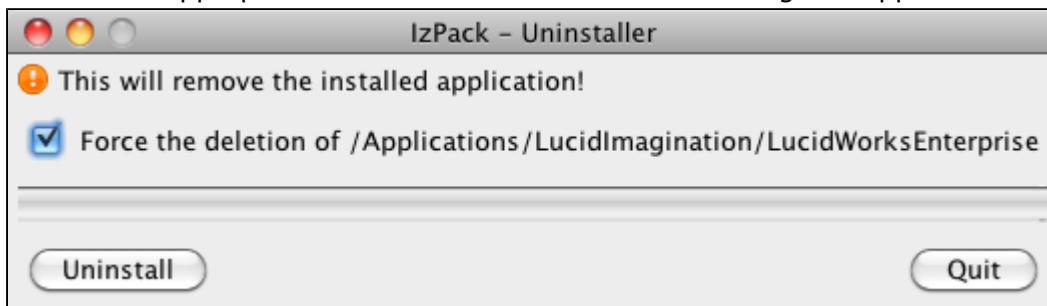 IzPack – Uninstaller
This will remove the installed application!
Force the deletion of /Applications/LucidImagination/LucidWorksEnterprise
Uninstall
Quit